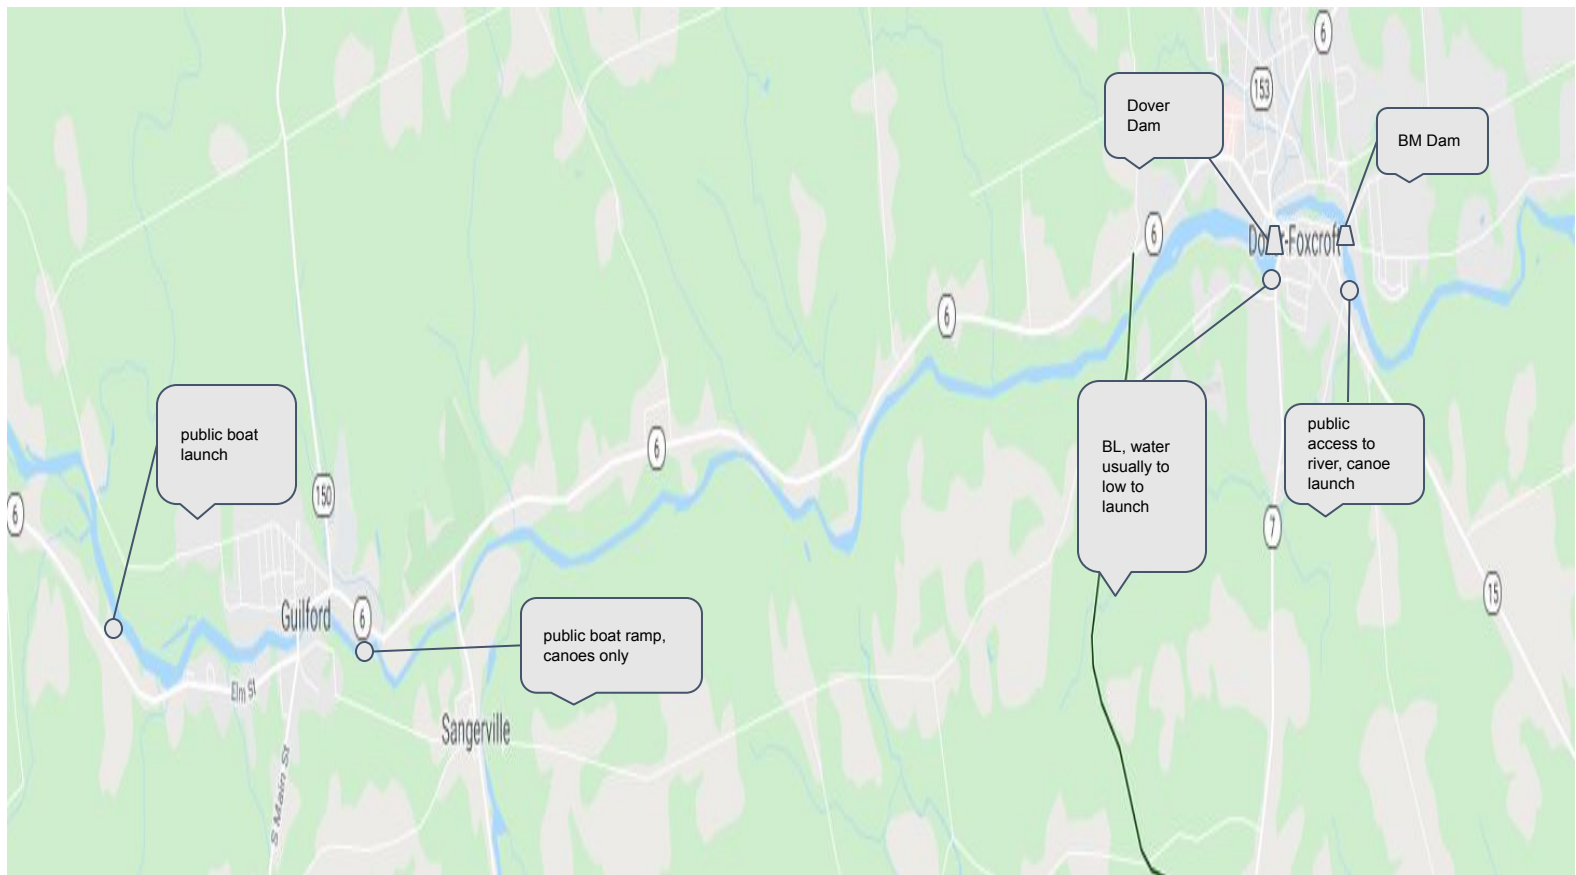 6
153
Dover
Dam
BM Dam
6
Do
r-Foxcroft
6
public boat
launch
6
BL, water
usually to
low to
launch
public
access to
river, canoe
launch
150
6
7
15
Guilford
6
public boat ramp,
canoes only
Elm St
Sangerville
S Main St